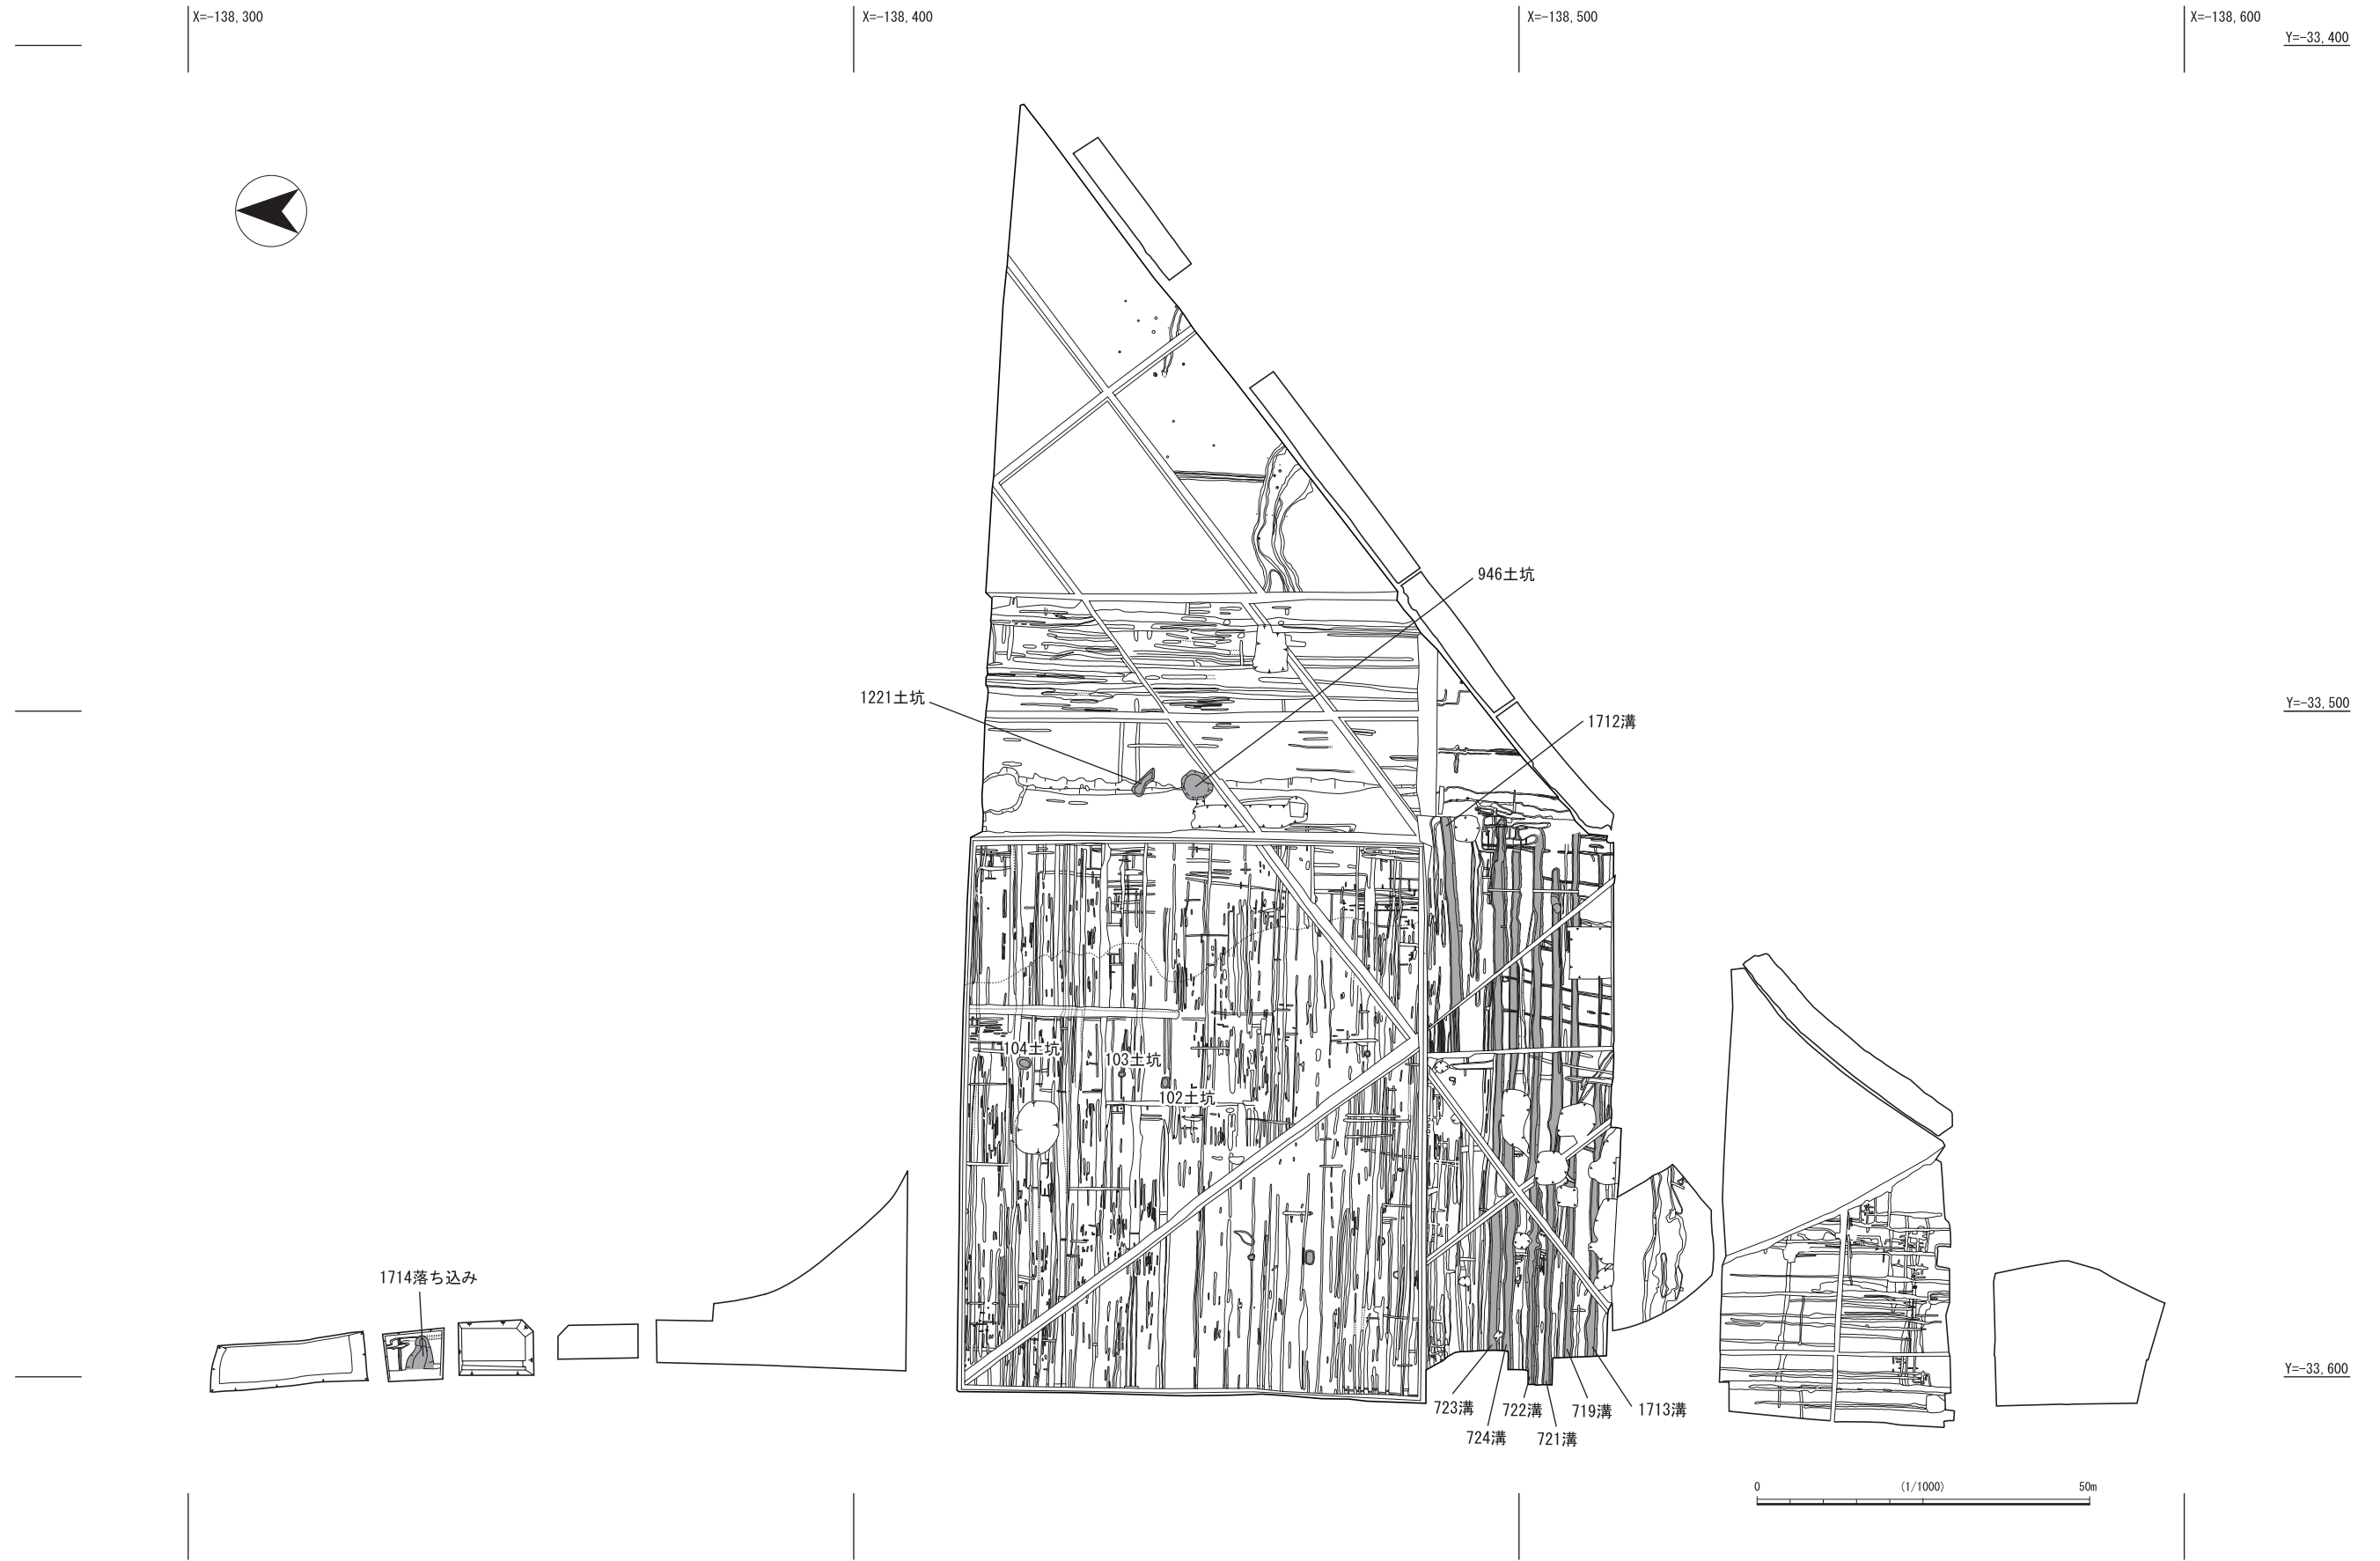 X=-138,300
X=-138,400
X=-138,500
X=-138,600
Y=-33,400
946土坑
1221土坑
Y=-33,500
1712溝
104土坑
103土坑
102土坑
1714落ち込み
Y=-33,600
723溝
722溝
719溝
1713溝
724溝
721溝
0 (1/1000) 50m